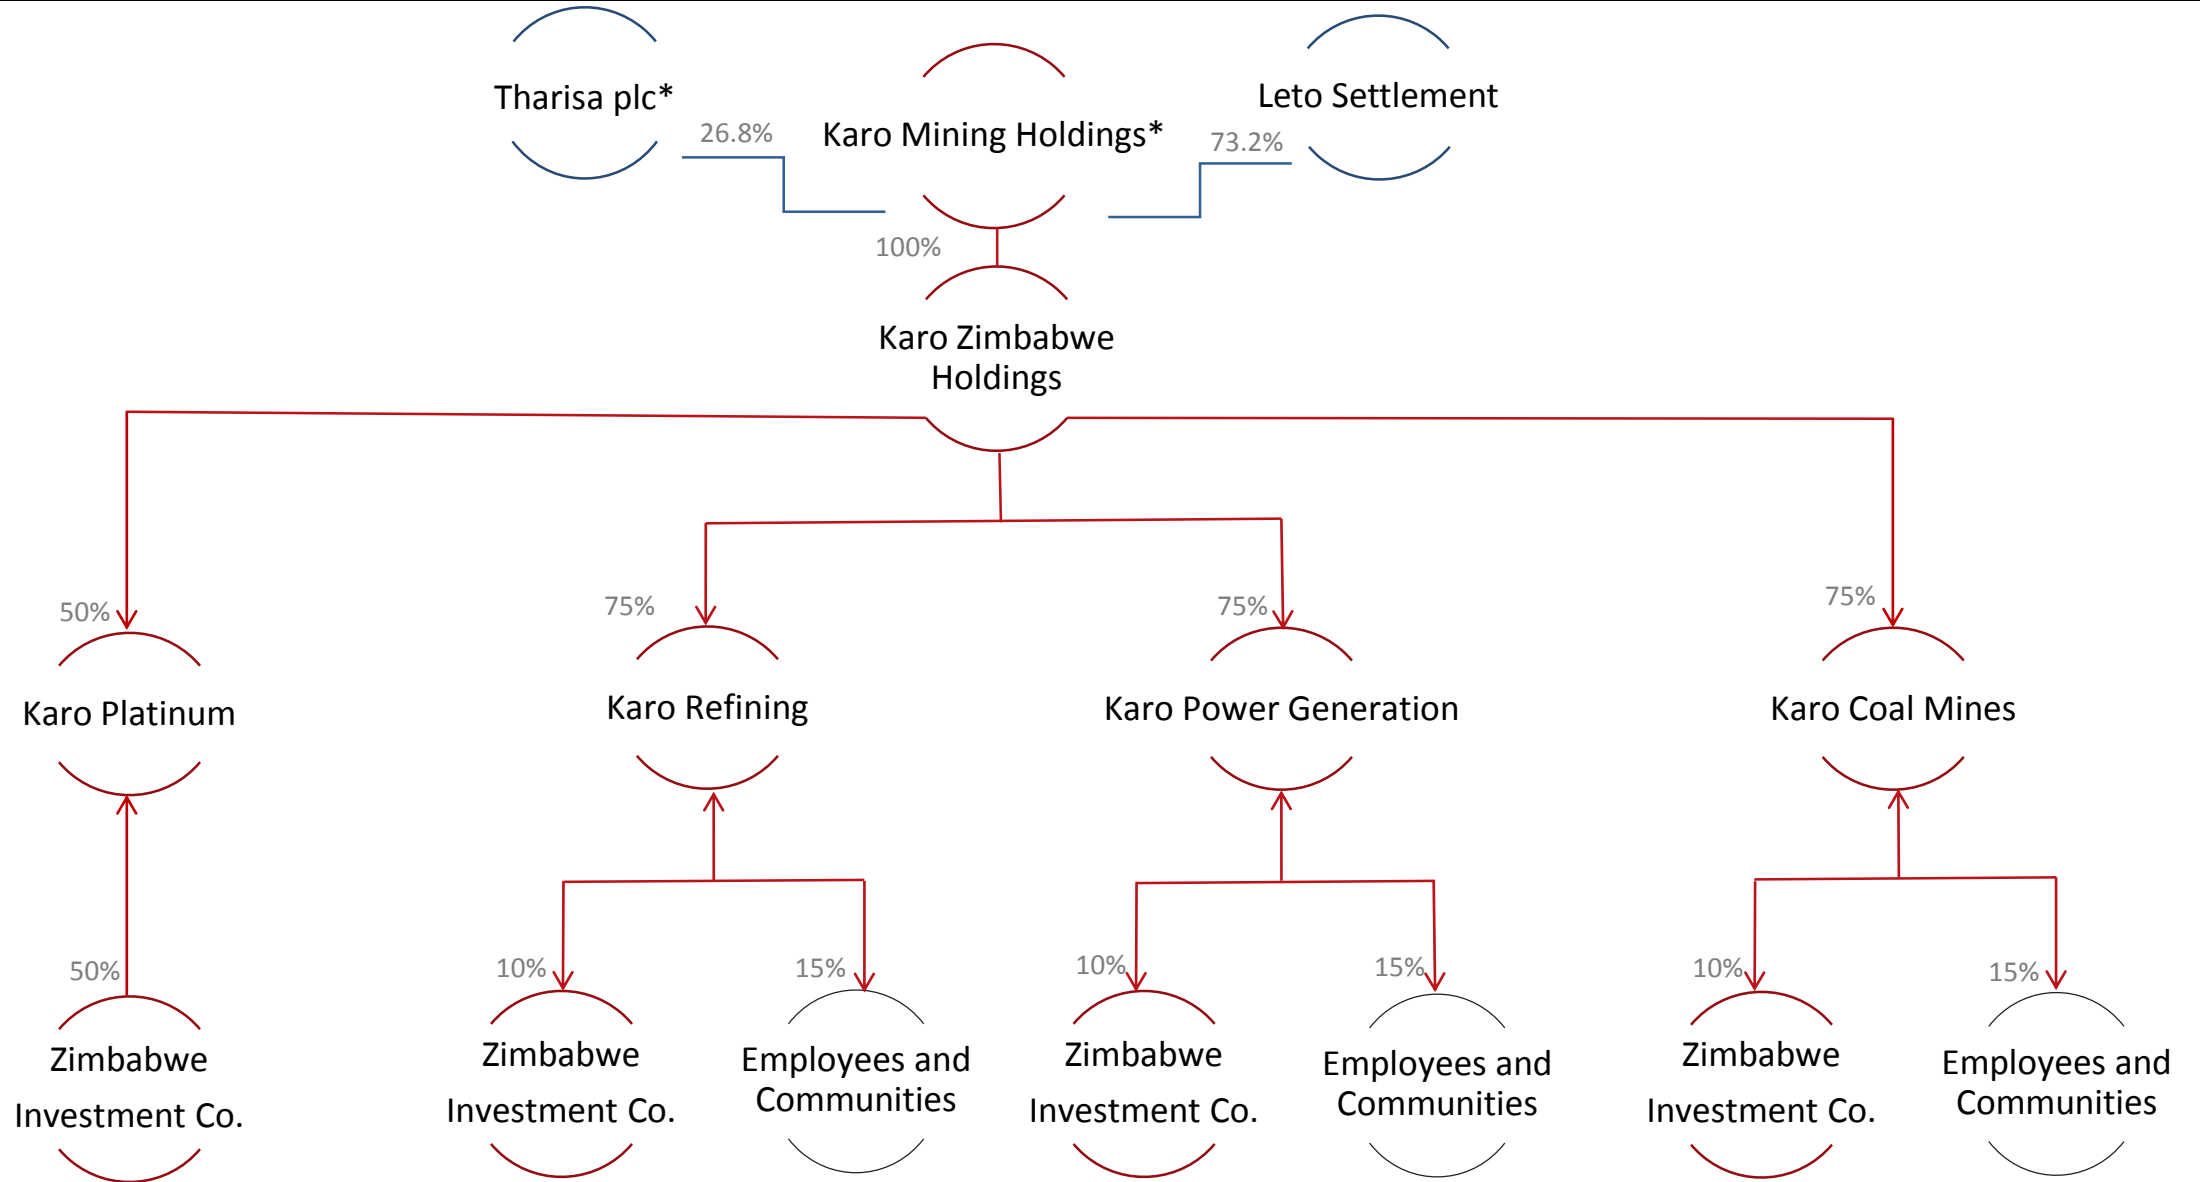 Tharisa plc*
Karo Mining Holdings*
Leto Settlement
26.8%
73.2%
100%
Karo Zimbabwe
Holdings
50%
75%
75%
75%
Karo Platinum
Karo Refining
Karo Power Generation
Karo Coal Mines
50%
10%
15%
10%
15%
10%
15%
Zimbabwe
Investment Co.
Zimbabwe
Investment Co.
Employees and
Communities
Zimbabwe
Investment Co.
Employees and
Communities
Zimbabwe
Investment Co.
Employees and
Communities